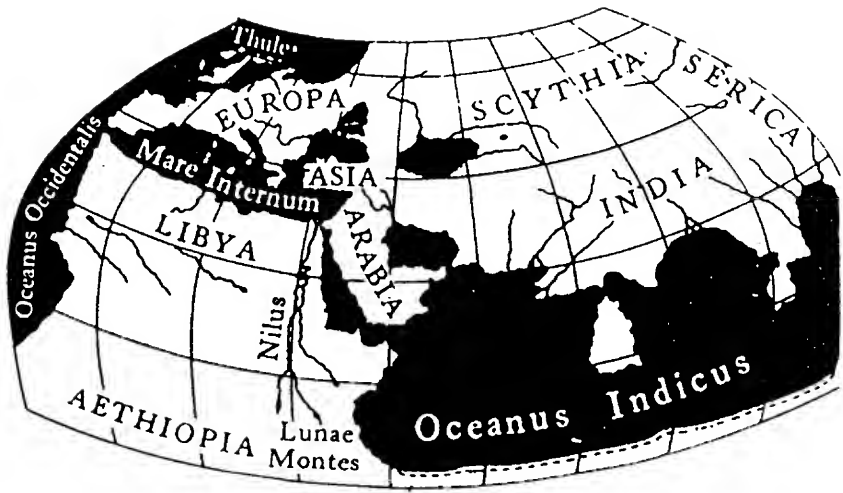 Thule
EUROPA
SCYTHIA
SERICA
Oceanus Occidentalis
Mare Internum
ASIA
INDIA
LIBYA
ARABIA
Nilus
Oceanus Indicus
AETHIOPIA
Lunae
Montes